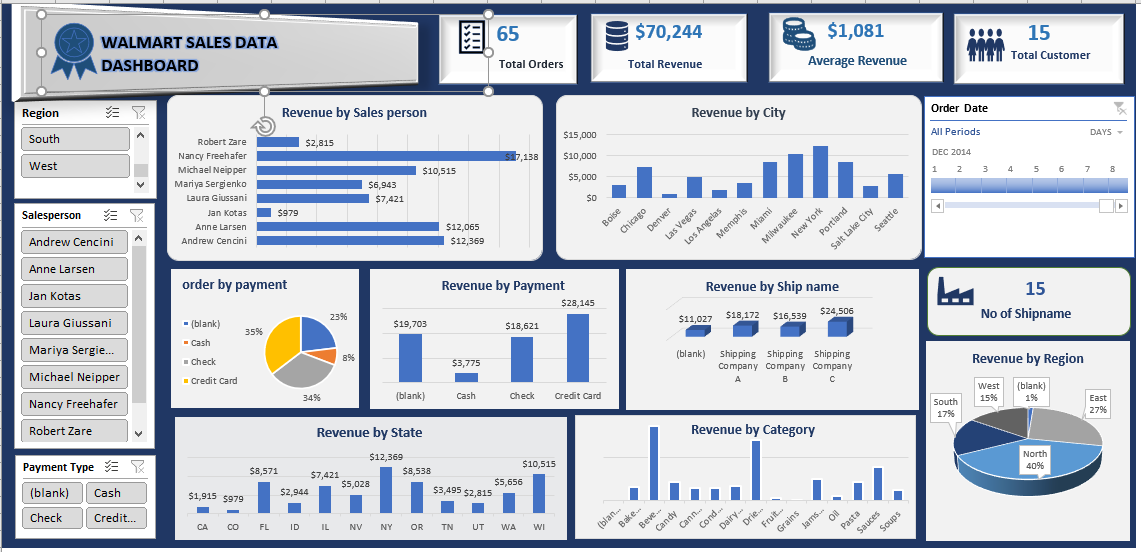 WALMART SALES DATA
DASHBOARD
65
Total Orders
$70,244
Total Revenue
$1,081
Average Revenue
15
Total Customer
Region
South
West
Salesperson
Andrew Cencini
Anne Larsen
Jan Kotas
Laura Giussani
Mariya Sergie...
Michael Neipper
Nancy Freehafer
Robert Zare
Payment Type
(blank)
Cash
Check
Credit...
Revenue by Sales person
Robert Zare $2,815
Nancy Freehafer $17,138
Michael Neipper $10,515
Mariya Sergienko $6,943
Laura Giussani $7,421
Jan Kotas $979
Anne Larsen $12,065
Andrew Cencini $12,369
Revenue by City
$15,000
$10,000
$5,000
$0
Boise Chicago Denver Las Vegas Los Angelas Memphis Miami Milwaukee New York Portland Salt Lake City Seattle
Order Date
All Periods DAYS
DEC 2014
1 2 3 4 5 6 7 8
order by payment
(blank)
Cash
Check
Credit Card
23%
8%
34%
35%
Revenue by Payment
$19,703 $3,775 $18,621 $28,145
(blank) Cash Check Credit Card
Revenue by Ship name
$11,027 $18,172 $16,539 $24,506
(blank) Shipping Shipping Shipping
Company Company Company
A B C
15
No of Shipname
Revenue by State
$1,915 $979 $8,571 $2,944 $7,421 $5,028 $12,369 $8,538 $3,495 $2,815 $5,656 $10,515
CA CO FL ID IL NV NY OR TN UT WA WI
Revenue by Category
(blan... Bake... Beve... Candy Cann... Cond... Dairy... Drie... Fruit... Grains Jams... Oil Pasta Sauces Soups
Revenue by Region
(blank)
1%
East
27%
North
40%
South
17%
West
15%